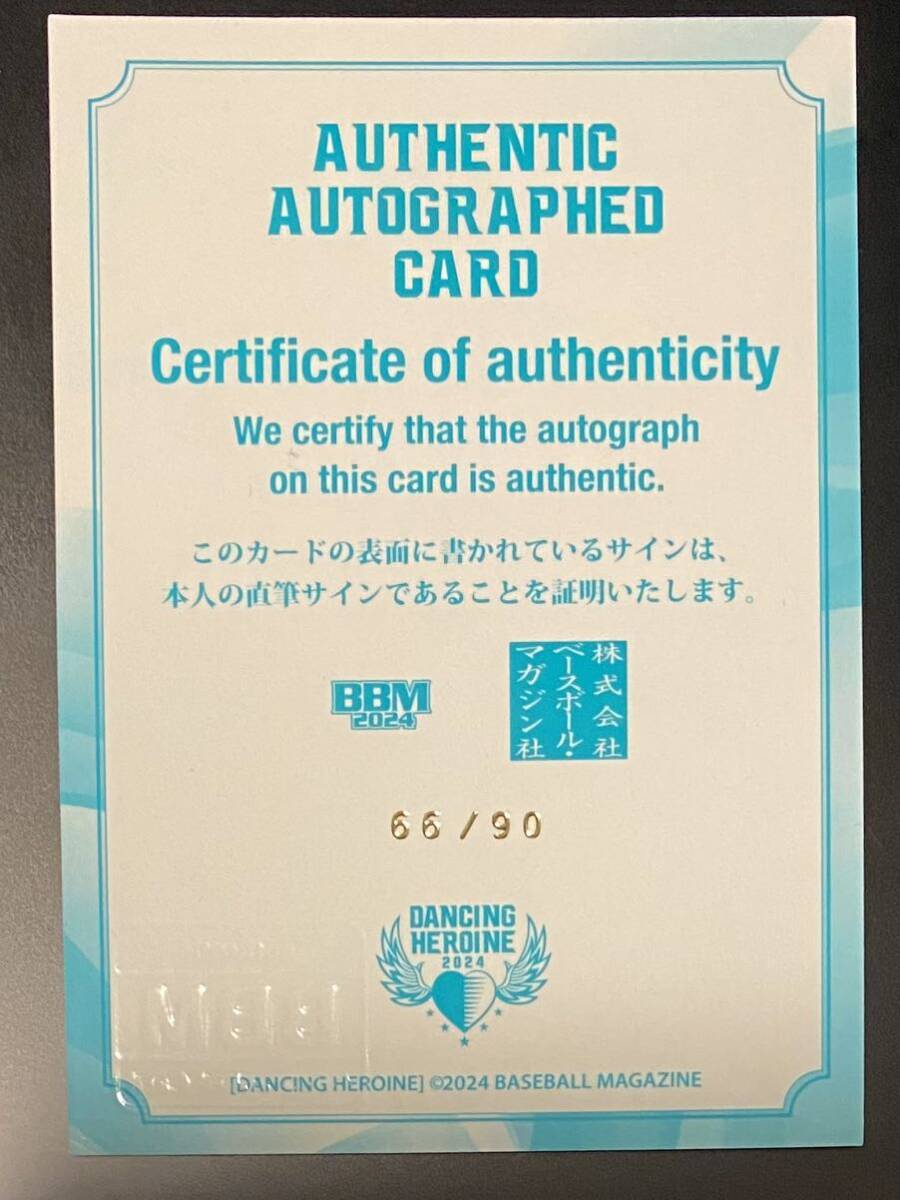 AUTHENTIC
AUTOGRAPHED
CARD
Certificate of authenticity
We certify that the autograph
on this card is authentic.
このカードの表面に書かれているサインは、
本人の直筆サインであることを証明いたします。
BBM
2024
株式会社
ベースボール・
マガジン社
66/90
DANCING
HEROINE
2024
[DANCING HEROINE] ©2024 BASEBALL MAGAZINE